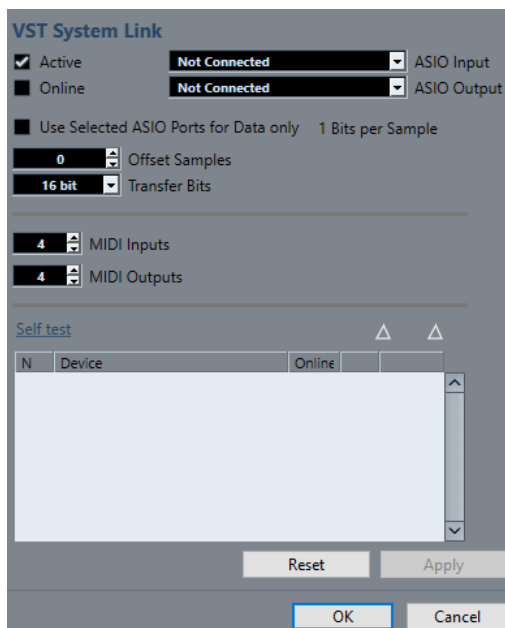 VST System Link
Active Not Connected ASIO Input
Online Not Connected ASIO Output
Use Selected ASIO Ports for Data only 1 Bits per Sample
0 Offset Samples
16 bit Transfer Bits
4 MIDI Inputs
4 MIDI Outputs
Self test
N Device Online
Reset Apply
OK Cancel